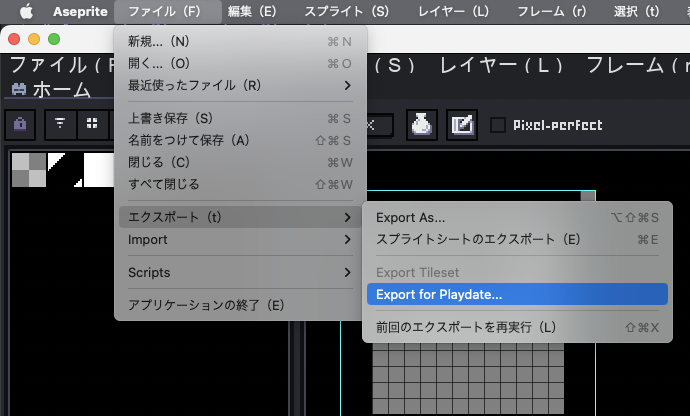 Aseprite ファイル（F） 編集（E） スプライト（S） レイヤー（L） フレーム（r） 選択（t）
ファイル（F
（S） レイヤー（L） フレーム（r
ホーム
Pixel-perfect
新規...（N） ⌘N
開く...（O） ⌘O
最近使ったファイル（R）
上書き保存（S） ⌘S
名前をつけて保存（A） ⇧⌘S
閉じる（C） ⌘W
すべて閉じる ⇧⌘W
エクスポート（t）
Import
Scripts
アプリケーションの終了（E）
Export As... ⌥⇧⌘S
スプライトシートのエクスポート（E） ⌘E
Export Tileset
Export for Playdate...
前回のエクスポートを再実行（L） ⇧⌘X